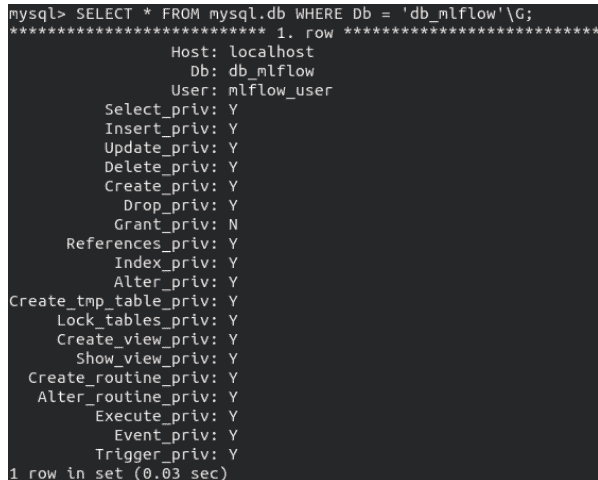 mysql> SELECT * FROM mysql.db WHERE Db = 'db_mlflow'\G;
*************************** 1. row ***************************
Host: localhost
Db: db_mlflow
User: mlflow_user
Select_priv: Y
Insert_priv: Y
Update_priv: Y
Delete_priv: Y
Create_priv: Y
Drop_priv: Y
Grant_priv: N
References_priv: Y
Index_priv: Y
Alter_priv: Y
Create_tmp_table_priv: Y
Lock_tables_priv: Y
Create_view_priv: Y
Show_view_priv: Y
Create_routine_priv: Y
Alter_routine_priv: Y
Execute_priv: Y
Event_priv: Y
Trigger_priv: Y
1 row in set (0.03 sec)